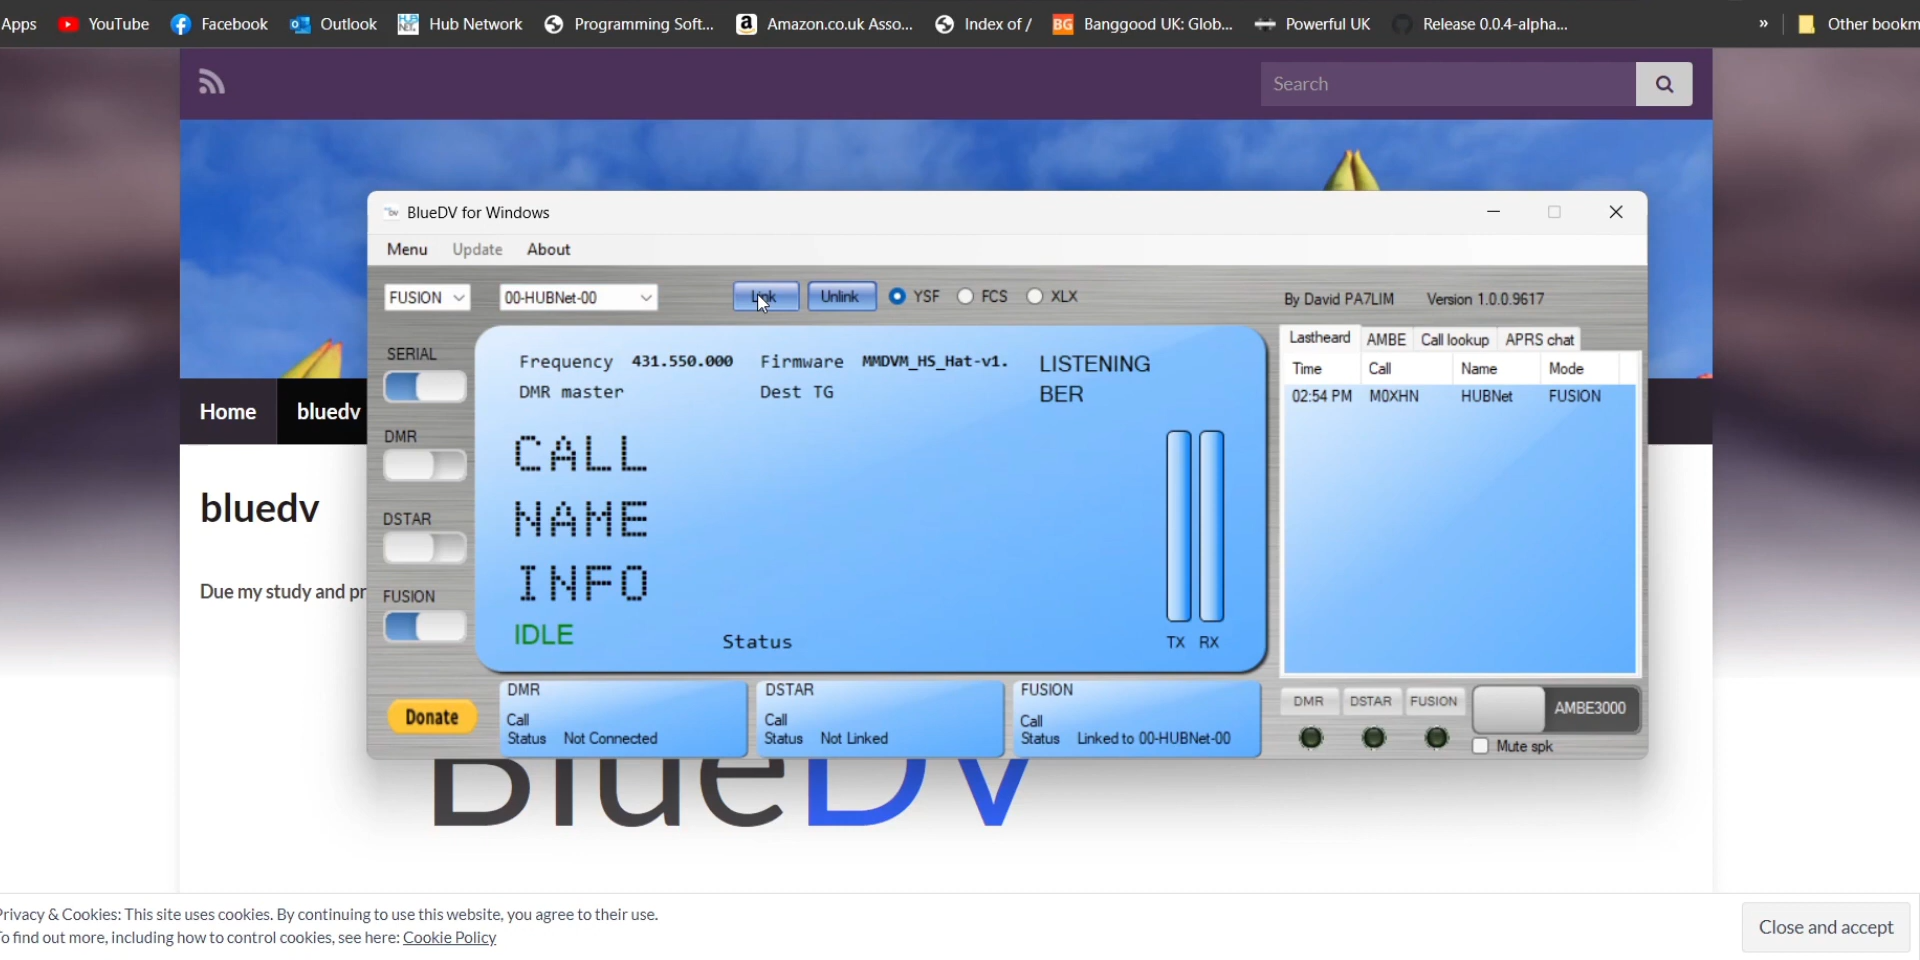 Apps YouTube Facebook Outlook Hub Network Programming Soft... Amazon.co.uk Asso... Index of / Banggood UK: Glob... Powerful UK Release 0.0.4-alpha... » Other bookm
Search
BlueDV for Windows
Menu Update About
FUSION 00-HUBNet-00 Link Unlink YSF FCS XLX By David PA7LIM Version 1.0.0.9617
SERIAL
Frequency 431.550.000 Firmware MMDVM_HS_Hat-v1. LISTENING
DMR master Dest TG BER
Lastheard AMBE Call lookup APRS chat
Time Call Name Mode
02:54 PM M0XHN HUBNet FUSION
Home bluedv
DMR
CALL
bluedv
DSTAR
NAME
Due my study and pr
FUSION
INFO
IDLE Status TX RX
Donate
DMR
Call
Status Not Connected
DSTAR
Call
Status Not Linked
FUSION
Call
Status Linked to 00-HUBNet-00
DMR DSTAR FUSION AMBE3000
Mute spk
BlueDV
rivacy & Cookies: This site uses cookies. By continuing to use this website, you agree to their use.
o find out more, including how to control cookies, see here: Cookie Policy
Close and accept